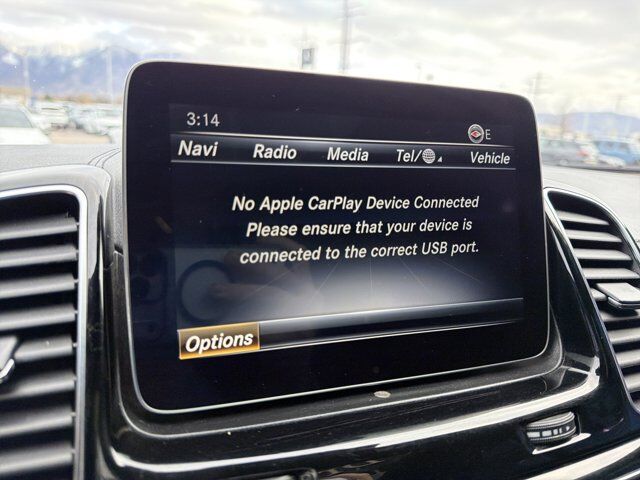 3:14 E
Navi Radio Media Tel/ Vehicle
No Apple CarPlay Device Connected
Please ensure that your device is
connected to the correct USB port.
Options